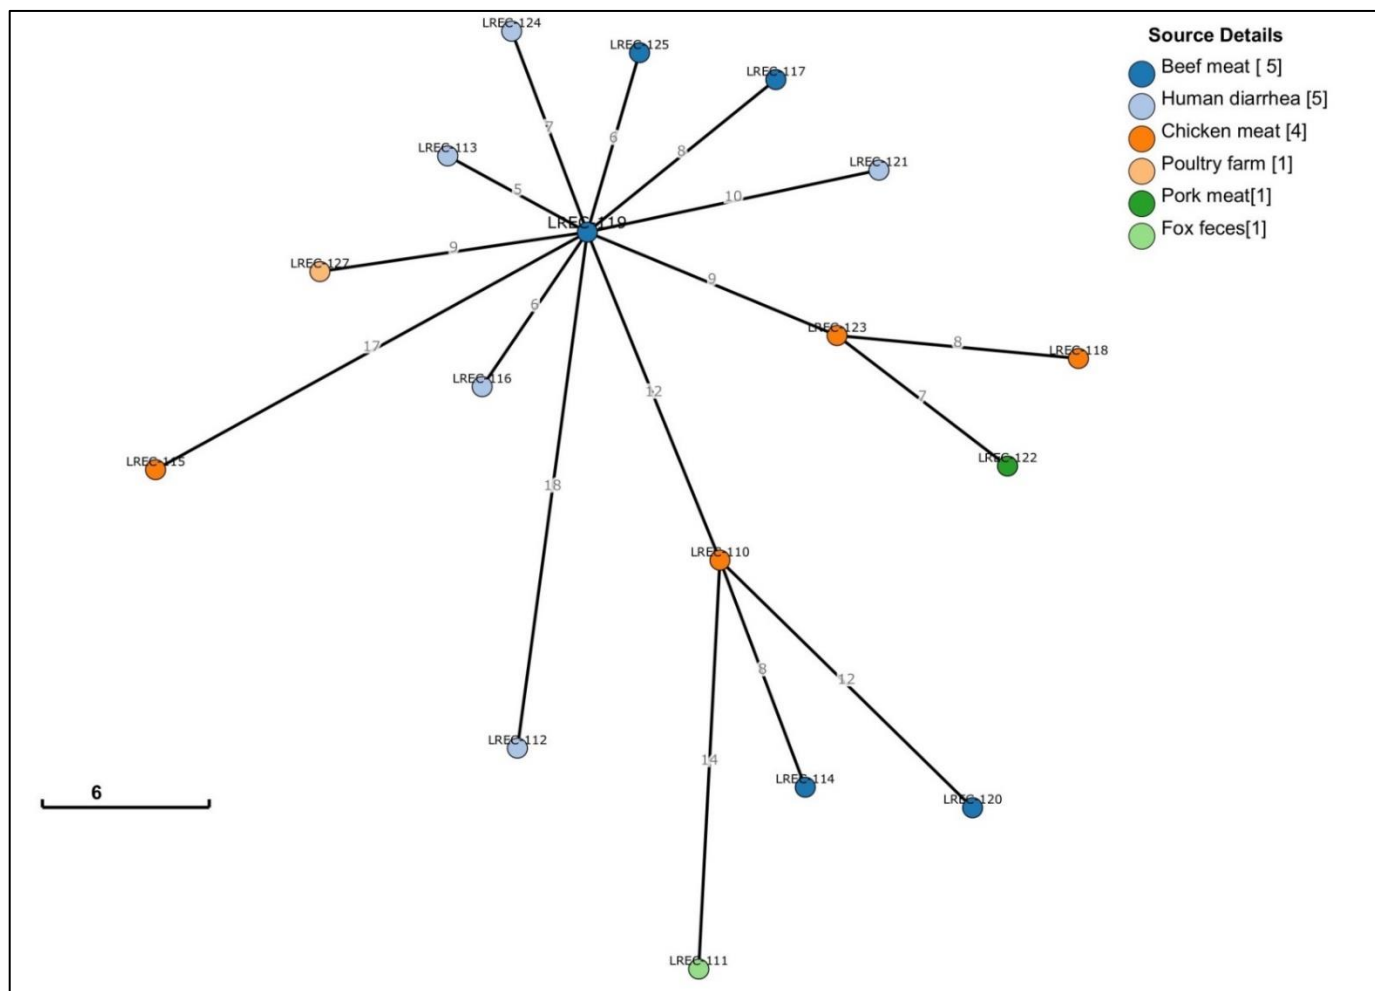 LREC-124
LREC-125
LREC-117
LREC-113
LREC-121
LREC-119
LREC-127
LREC-123
LREC-118
LREC-116
LREC-115
LREC-122
LREC-110
LREC-112
LREC-114
LREC-120
LREC-111
7
6
8
5
10
9
9
6
17
8
12
7
18
8
12
14
6
Source Details
Beef meat [ 5]
Human diarrhea [5]
Chicken meat [4]
Poultry farm [1]
Pork meat[1]
Fox feces[1]